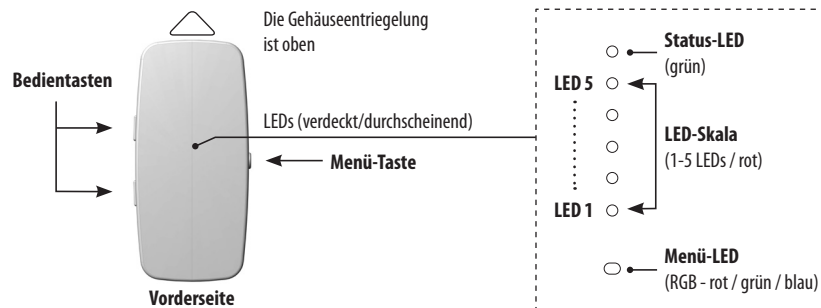 Die Gehäuseentriegelung
ist oben
Bedientasten
LEDs (verdeckt/durchscheinend)
Menü-Taste
Vorderseite
Status-LED
(grün)
LED 5
LED-Skala
(1-5 LEDs / rot)
LED 1
Menü-LED
(RGB - rot / grün / blau)